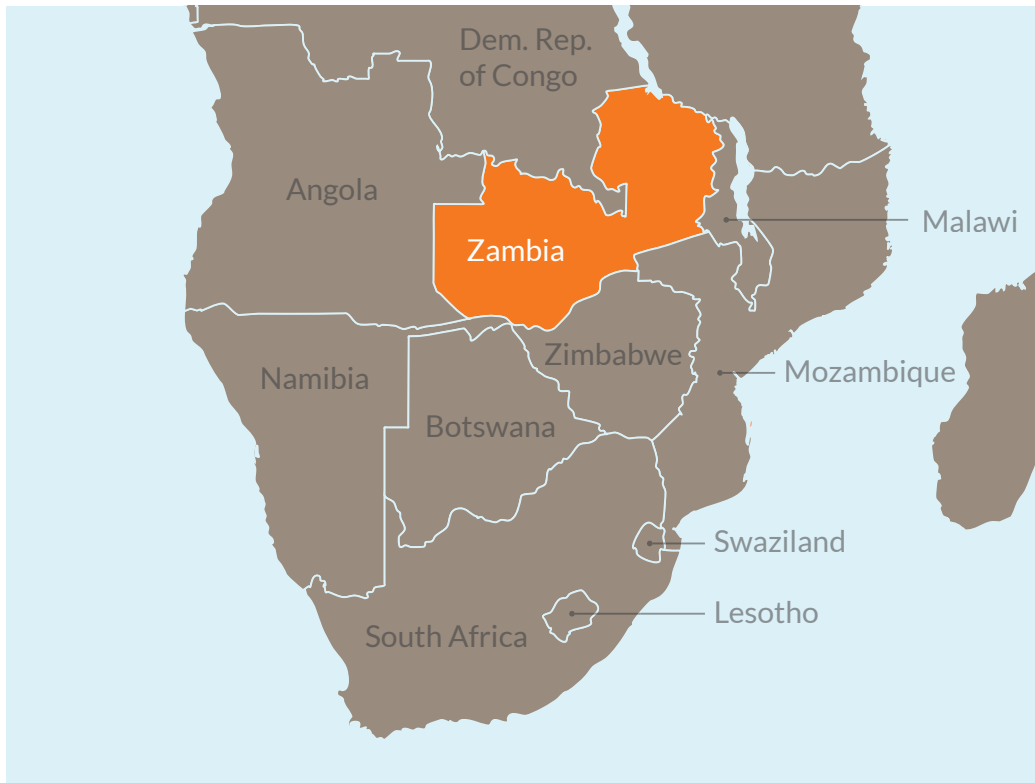 Dem. Rep.
of Congo
Angola
Malawi
Zambia
Zimbabwe
Mozambique
Namibia
Botswana
Swaziland
Lesotho
South Africa